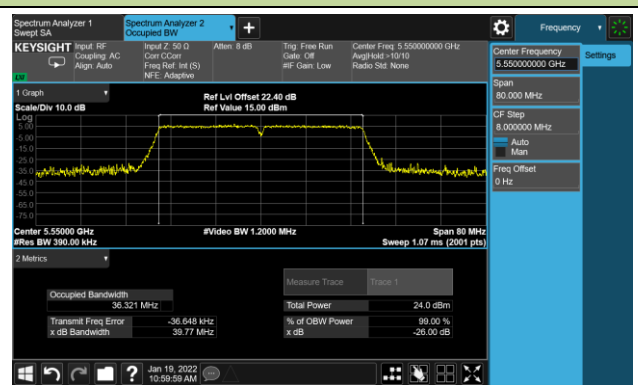 Spectrum Analyzer 1
Swept SA
Spectrum Analyzer 2
Occupied BW
Frequency
KEYSIGHT
Input: RF
Coupling: AC
Align: Auto
Input Z: 50 Ω
Corr CCorr
Freq Ref: Int (S)
NFE: Adaptive
Atten: 8 dB
Trig: Free Run
Gate: Off
#IF Gain: Low
Center Freq: 5.550000000 GHz
Avg|Hold:>10/10
Radio Std: None
Center Frequency
5.550000000 GHz
Settings
Span
80.000 MHz
CF Step
8.000000 MHz
Auto
Man
Freq Offset
0 Hz
1 Graph
Scale/Div 10.0 dB
Ref Lvl Offset 22.40 dB
Ref Value 15.00 dBm
Log
5.00
-5.00
-15.0
-25.0
-35.0
-45.0
-55.0
-65.0
-75.0
Center 5.55000 GHz
#Res BW 390.00 kHz
#Video BW 1.2000 MHz
Span 80 MHz
Sweep 1.07 ms (2001 pts)
2 Metrics
Measure Trace
Trace 1
Occupied Bandwidth
36.321 MHz
Total Power
24.0 dBm
Transmit Freq Error
-36.648 kHz
% of OBW Power
99.00 %
x dB Bandwidth
39.77 MHz
x dB
-26.00 dB
Jan 19, 2022
10:59:59 AM